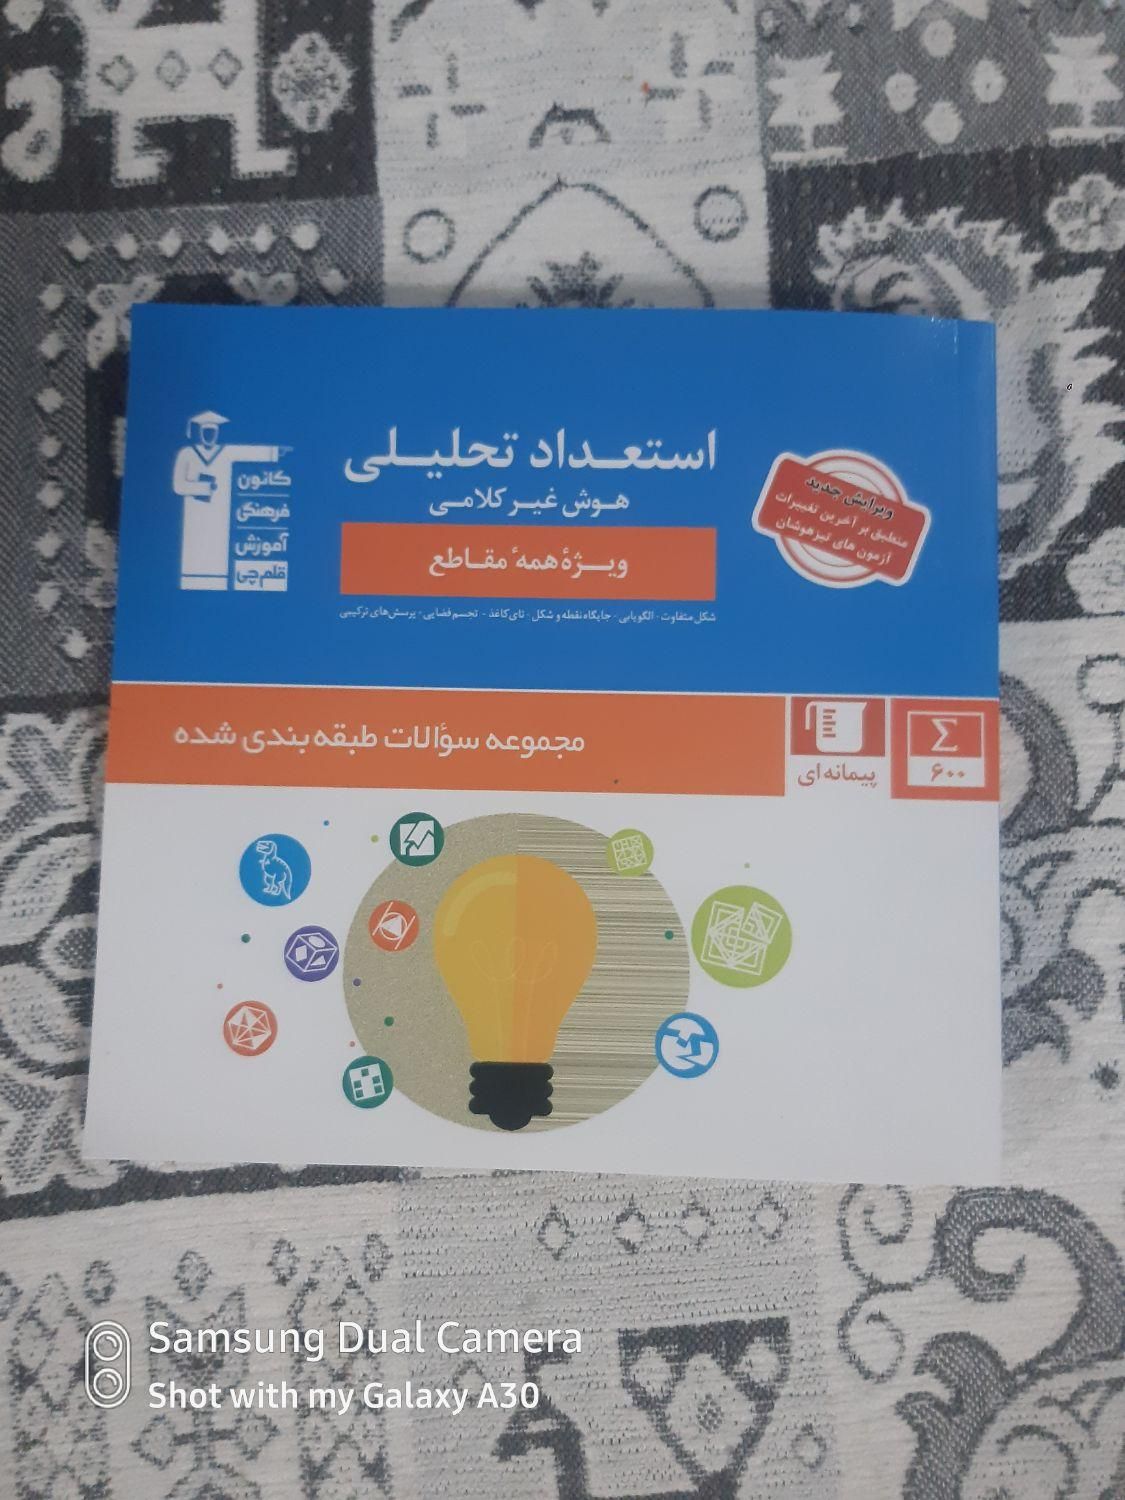 استعداد تحلیلی
هوش غیر کلامی
ویژهٔ همهٔ مقاطع
شکل متفاوت - الگویابی - جایگاه نقطه و شکل - تای کاغذ - تجسم فضایی - پرسش‌های ترکیبی
ویرایش جدید
منطبق بر آخرین تغییرات
آزمون های تیزهوشان
کانون
فرهنگی
آموزش
قلم‌چی
Σ
۶۰۰
پیمانه‌ای
مجموعه سؤالات طبقه‌بندی شده
Samsung Dual Camera
Shot with my Galaxy A30